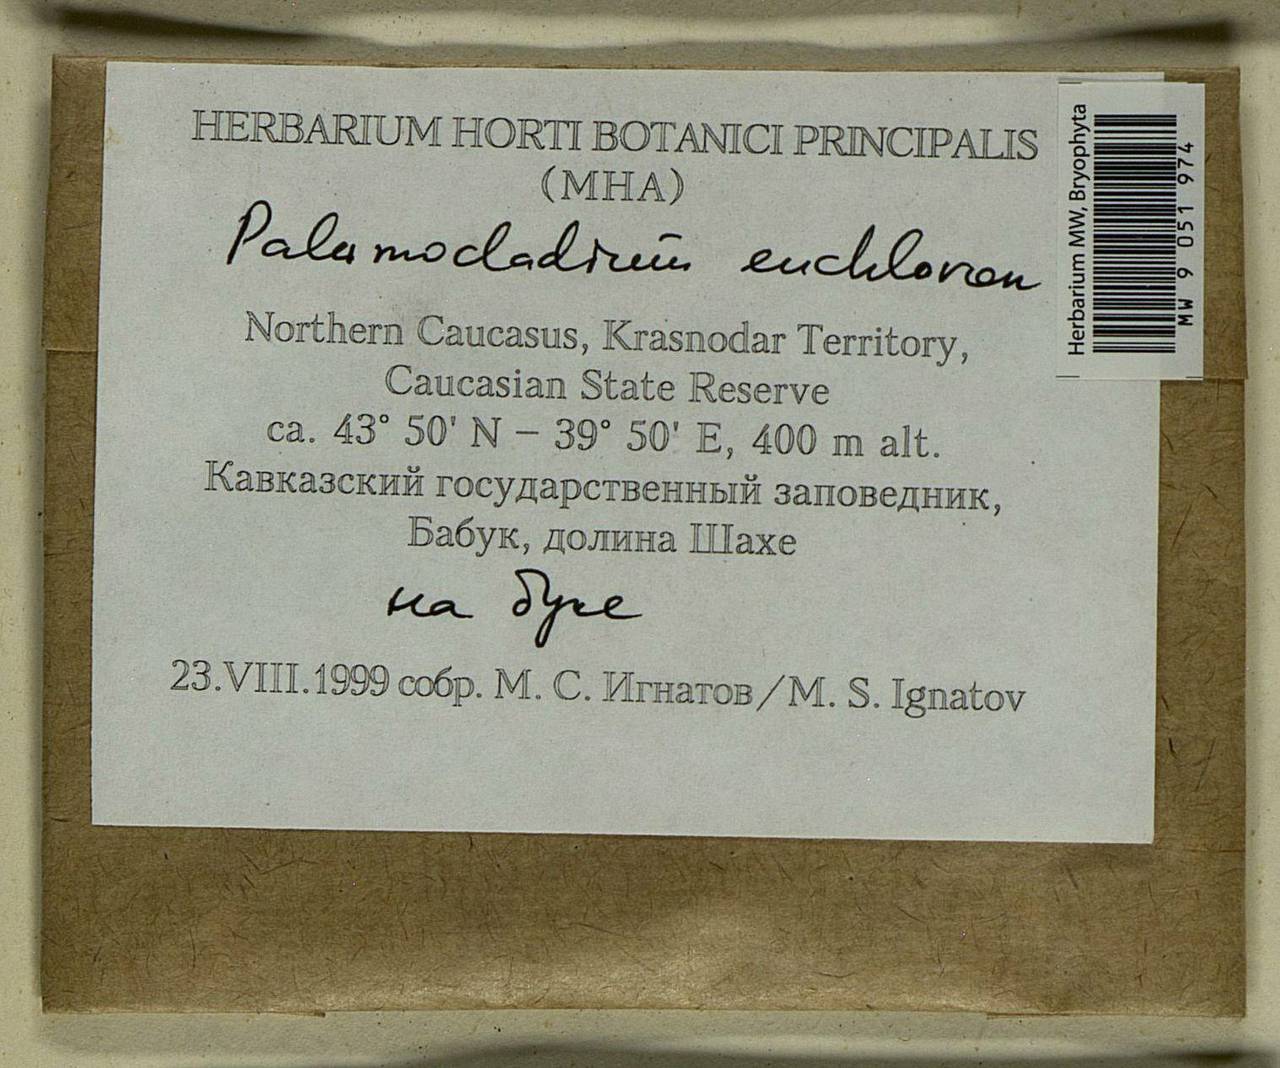 HERBARIUM HORTI BOTANICI PRINCIPALIS
(MHA)
Palamocladium euchloron
Northern Caucasus, Krasnodar Territory,
Caucasian State Reserve
ca. 43° 50' N – 39° 50' E, 400 m alt.
Кавказский государственный заповедник,
Бабук, долина Шахе
на буке
23.VIII.1999 собр. М. С. Игнатов/M. S. Ignatov
Herbarium MW, Bryophyta
MW 9 051 974